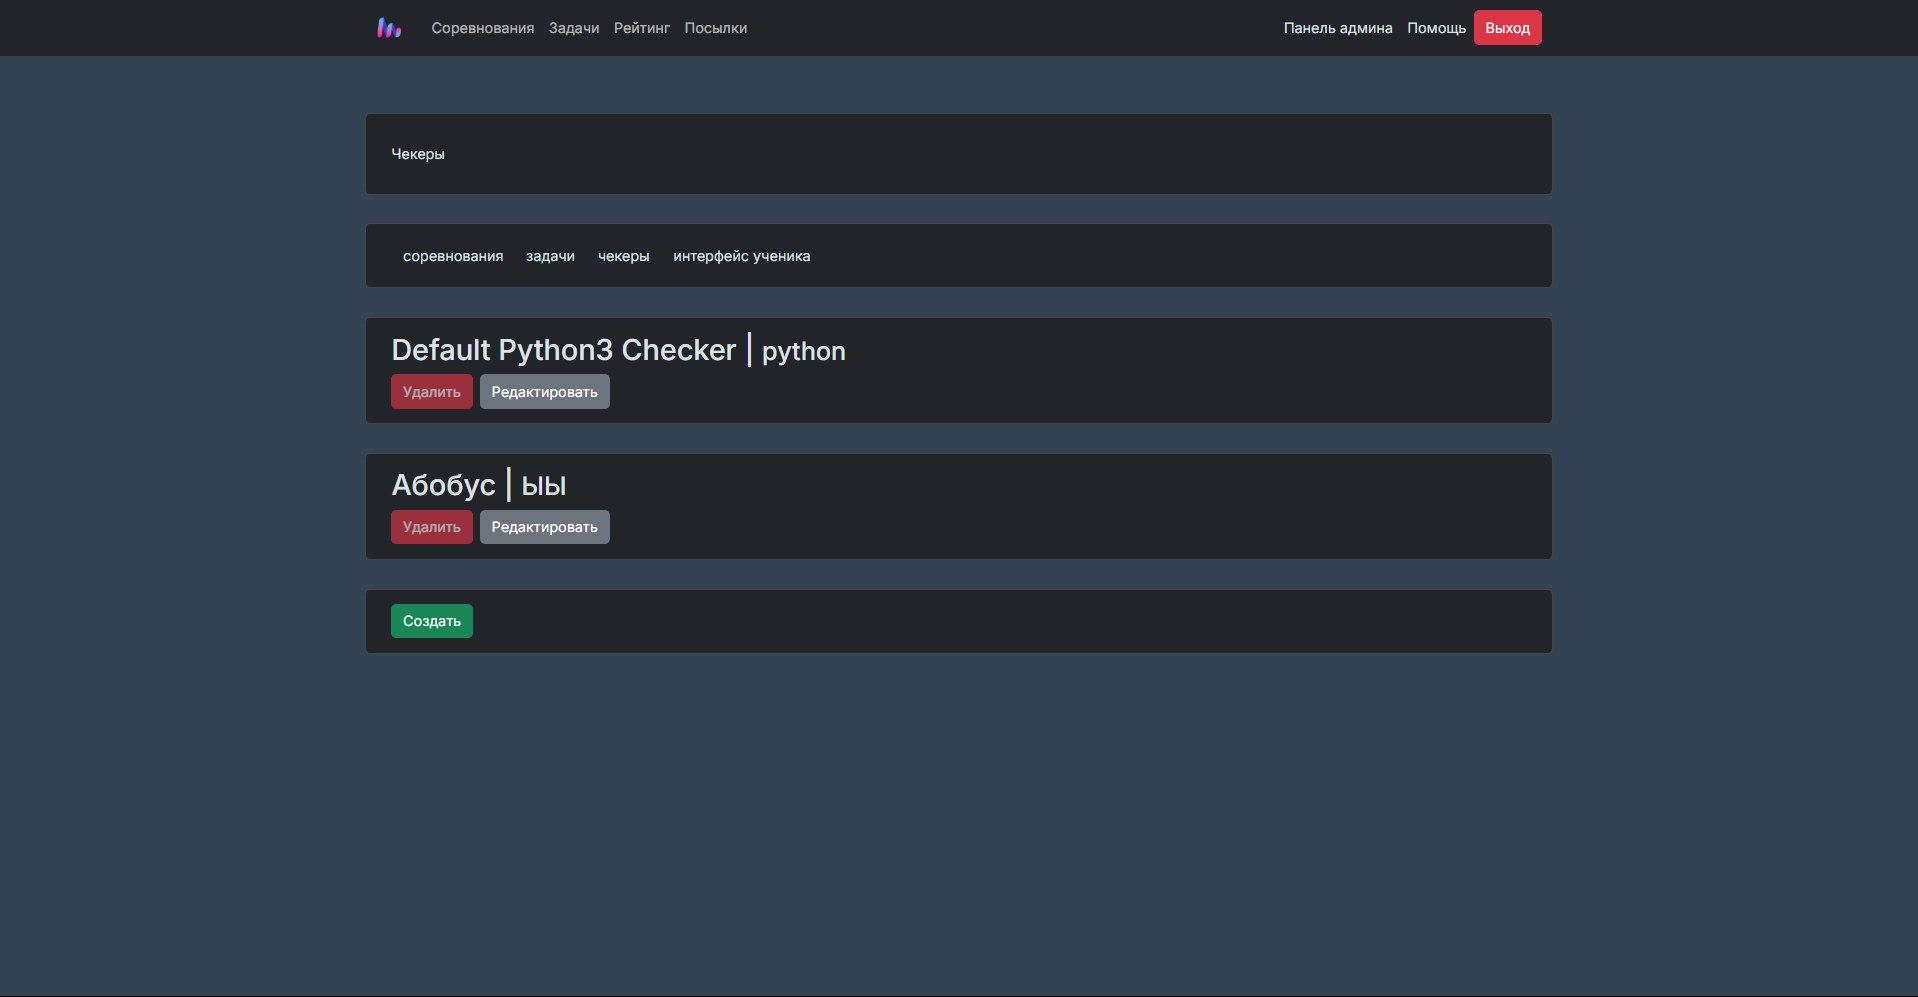 Соревнования Задачи Рейтинг Посылки Панель админа Помощь Выход
Чекеры
соревнования задачи чекеры интерфейс ученика
Default Python3 Checker | python
Удалить Редактировать
Абобус | ЫЫ
Удалить Редактировать
Создать